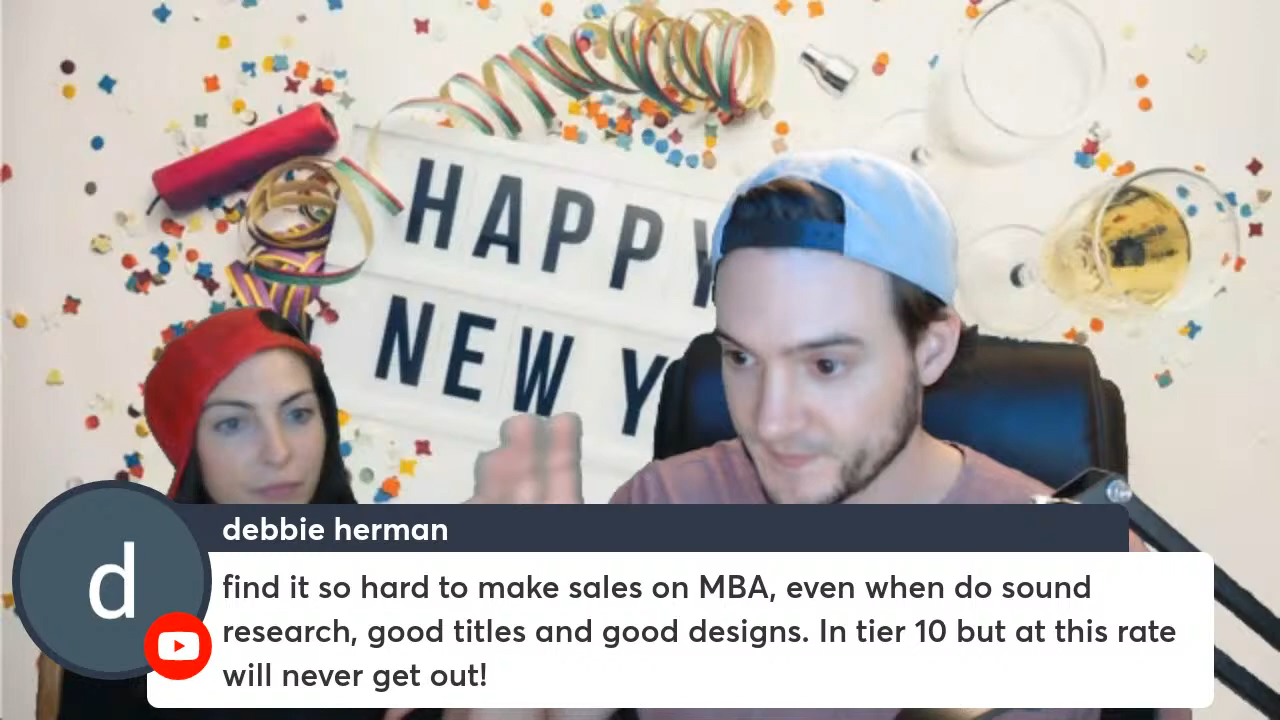 HAPPY
NEW Y
debbie herman
d
find it so hard to make sales on MBA, even when do sound
research, good titles and good designs. In tier 10 but at this rate
will never get out!